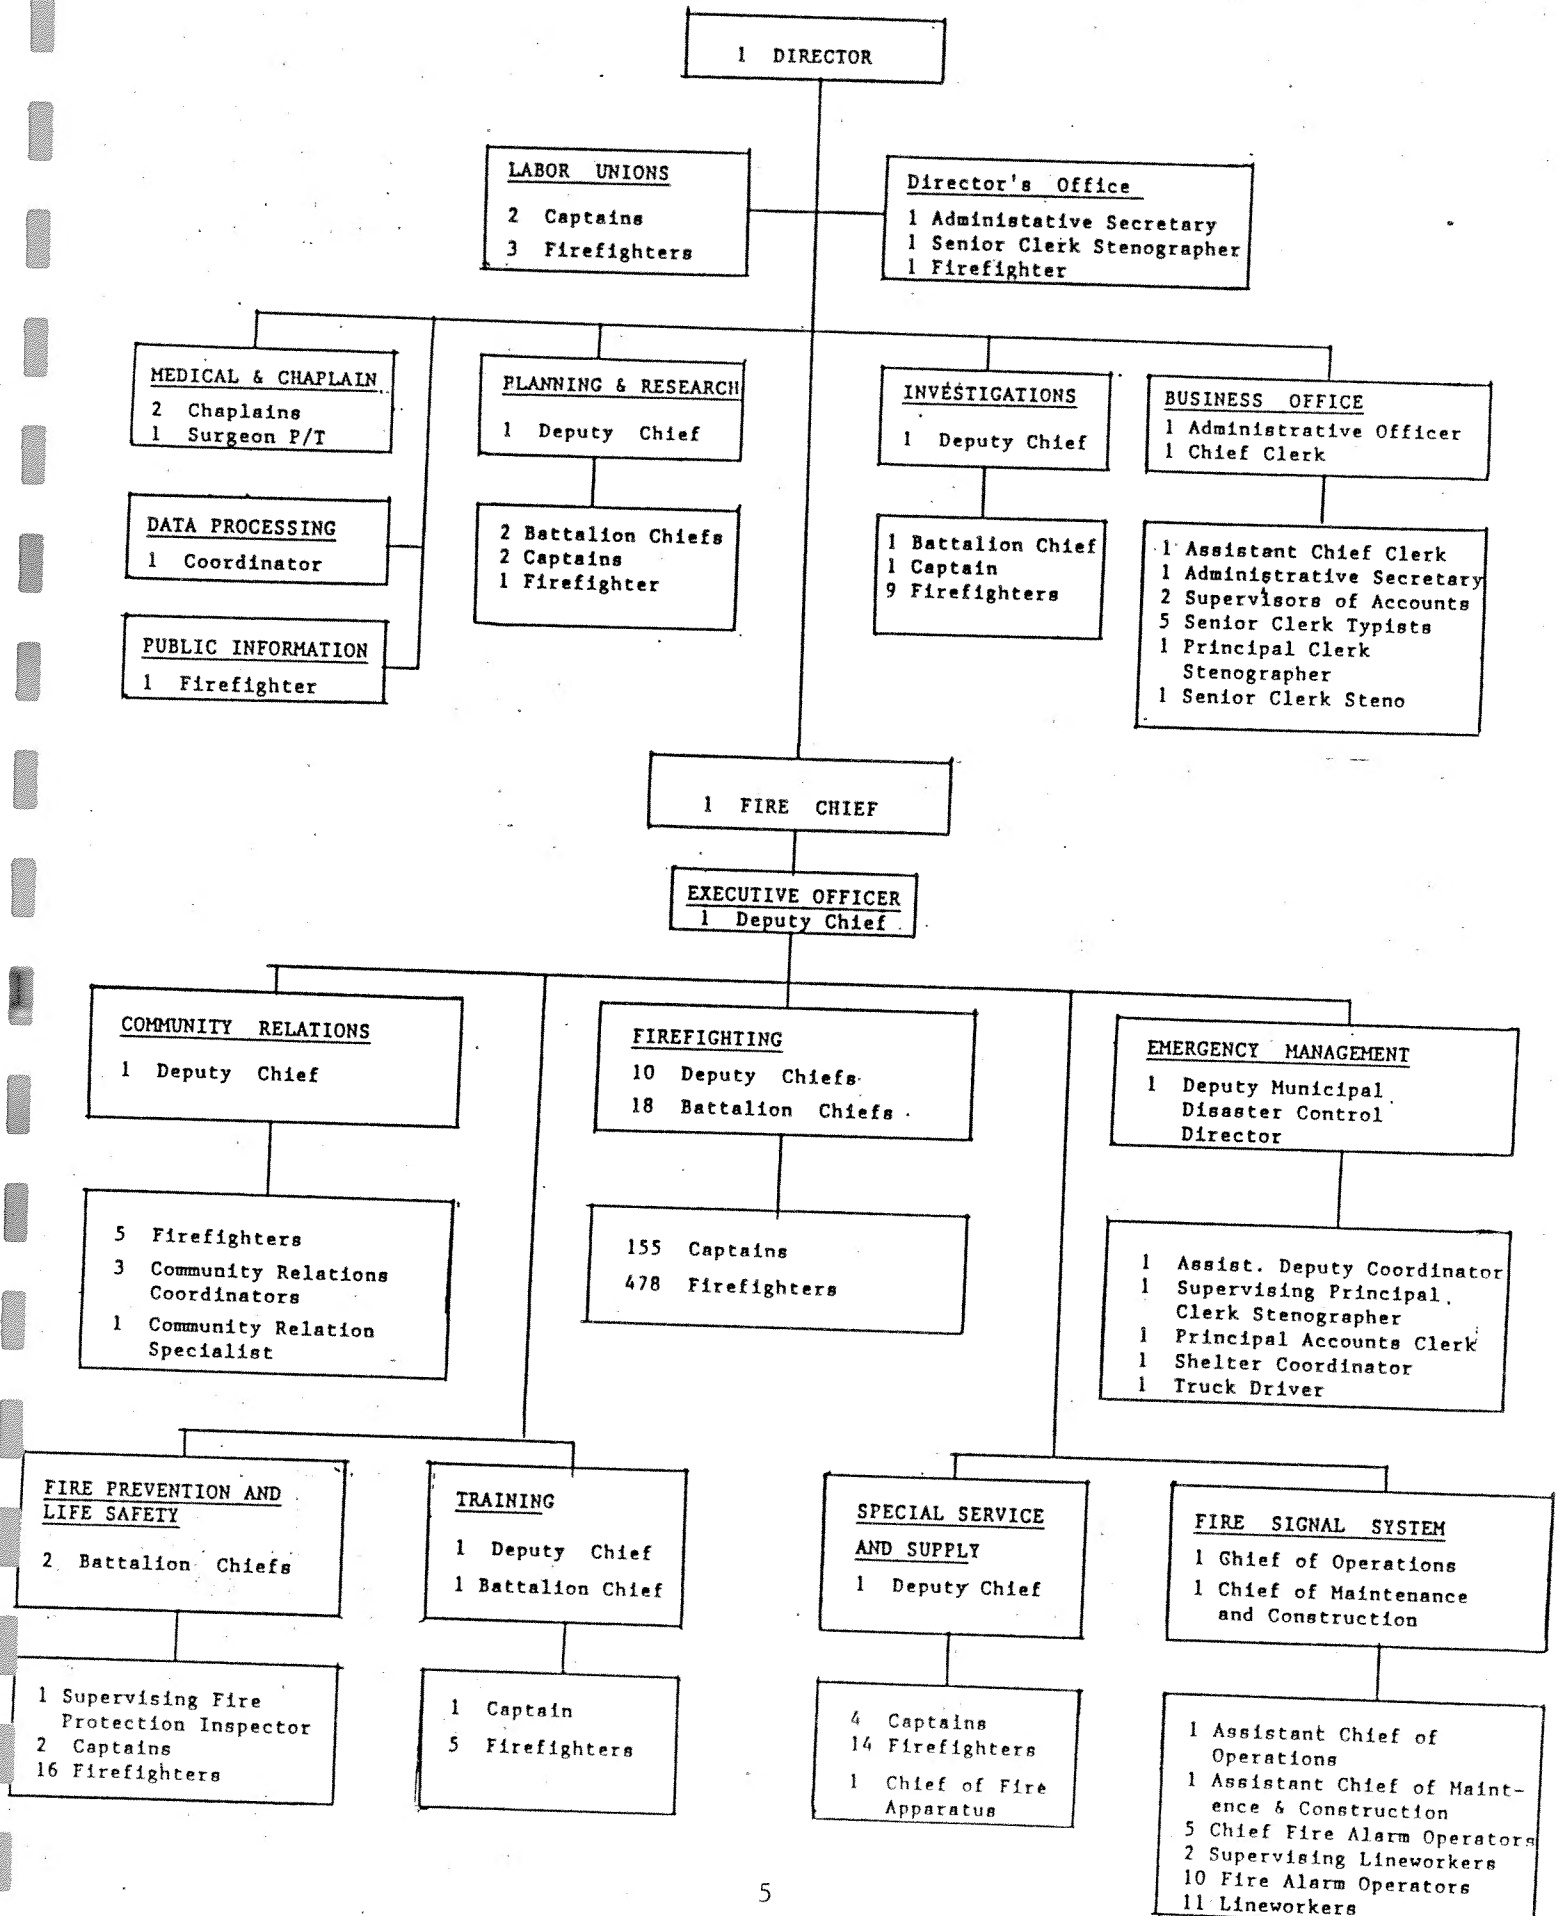 1 DIRECTOR
LABOR UNIONS
2 Captains
3 Firefighters
Director's Office
1 Administative Secretary
1 Senior Clerk Stenographer
1 Firefighter
MEDICAL & CHAPLAIN
2 Chaplains
1 Surgeon P/T
DATA PROCESSING
1 Coordinator
PUBLIC INFORMATION
1 Firefighter
PLANNING & RESEARCH
1 Deputy Chief
2 Battalion Chiefs
2 Captains
1 Firefighter
INVESTIGATIONS
1 Deputy Chief
1 Battalion Chief
1 Captain
9 Firefighters
BUSINESS OFFICE
1 Administrative Officer
1 Chief Clerk
1 Assistant Chief Clerk
1 Administrative Secretary
2 Supervisors of Accounts
5 Senior Clerk Typists
1 Principal Clerk
Stenographer
1 Senior Clerk Steno
1 FIRE CHIEF
EXECUTIVE OFFICER
1 Deputy Chief
COMMUNITY RELATIONS
1 Deputy Chief
5 Firefighters
3 Community Relations
Coordinators
1 Community Relation
Specialist
FIREFIGHTING
10 Deputy Chiefs
18 Battalion Chiefs
155 Captains
478 Firefighters
EMERGENCY MANAGEMENT
1 Deputy Municipal
Disaster Control
Director
1 Assist. Deputy Coordinator
1 Supervising Principal
Clerk Stenographer
1 Principal Accounts Clerk
1 Shelter Coordinator
1 Truck Driver
FIRE PREVENTION AND
LIFE SAFETY
2 Battalion Chiefs
1 Supervising Fire
Protection Inspector
2 Captains
16 Firefighters
TRAINING
1 Deputy Chief
1 Battalion Chief
1 Captain
5 Firefighters
SPECIAL SERVICE
AND SUPPLY
1 Deputy Chief
4 Captains
14 Firefighters
1 Chief of Fire
Apparatus
FIRE SIGNAL SYSTEM
1 Ghief of Operations
1 Chief of Maintenance
and Construction
1 Assistant Chief of
Operations
1 Assistant Chief of Maint-
ence & Construction
5 Chief Fire Alarm Operators
2 Supervising Lineworkers
10 Fire Alarm Operators
11 Lineworkers
5